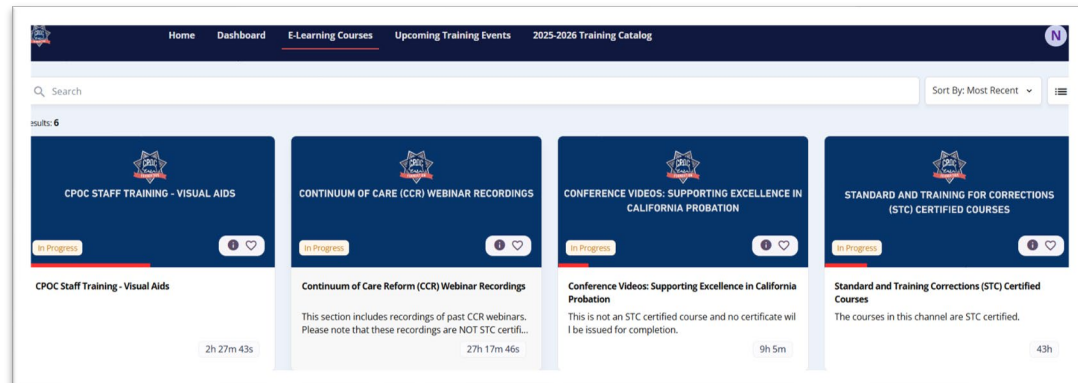 Home Dashboard E-Learning Courses Upcoming Training Events 2025-2026 Training Catalog N
Search Sort By: Most Recent
esults: 6
CPOC STAFF TRAINING - VISUAL AIDS
In Progress
CPOC Staff Training - Visual Aids
2h 27m 43s
CONTINUUM OF CARE (CCR) WEBINAR RECORDINGS
In Progress
Continuum of Care Reform (CCR) Webinar Recordings
This section includes recordings of past CCR webinars.
Please note that these recordings are NOT STC certifi...
27h 17m 46s
CONFERENCE VIDEOS: SUPPORTING EXCELLENCE IN
CALIFORNIA PROBATION
In Progress
Conference Videos: Supporting Excellence in California
Probation
This is not an STC certified course and no certificate wil
l be issued for completion.
9h 5m
STANDARD AND TRAINING FOR CORRECTIONS
(STC) CERTIFIED COURSES
In Progress
Standard and Training Corrections (STC) Certified
Courses
The courses in this channel are STC certified.
43h